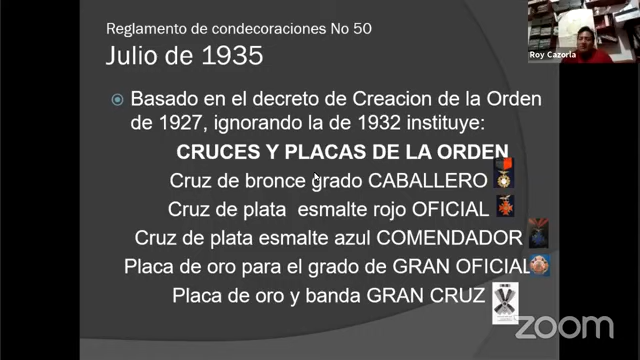 Reglamento de condecoraciones No 50
Julio de 1935
Roy Cazorla
Basado en el decreto de Creacion de la Orden
de 1927, ignorando la de 1932 instituye:
CRUCES Y PLACAS DE LA ORDEN
Cruz de bronce grado CABALLERO
Cruz de plata esmalte rojo OFICIAL
Cruz de plata esmalte azul COMENDADOR
Placa de oro para el grado de GRAN OFICIAL
Placa de oro y banda GRAN CRUZ
zoom